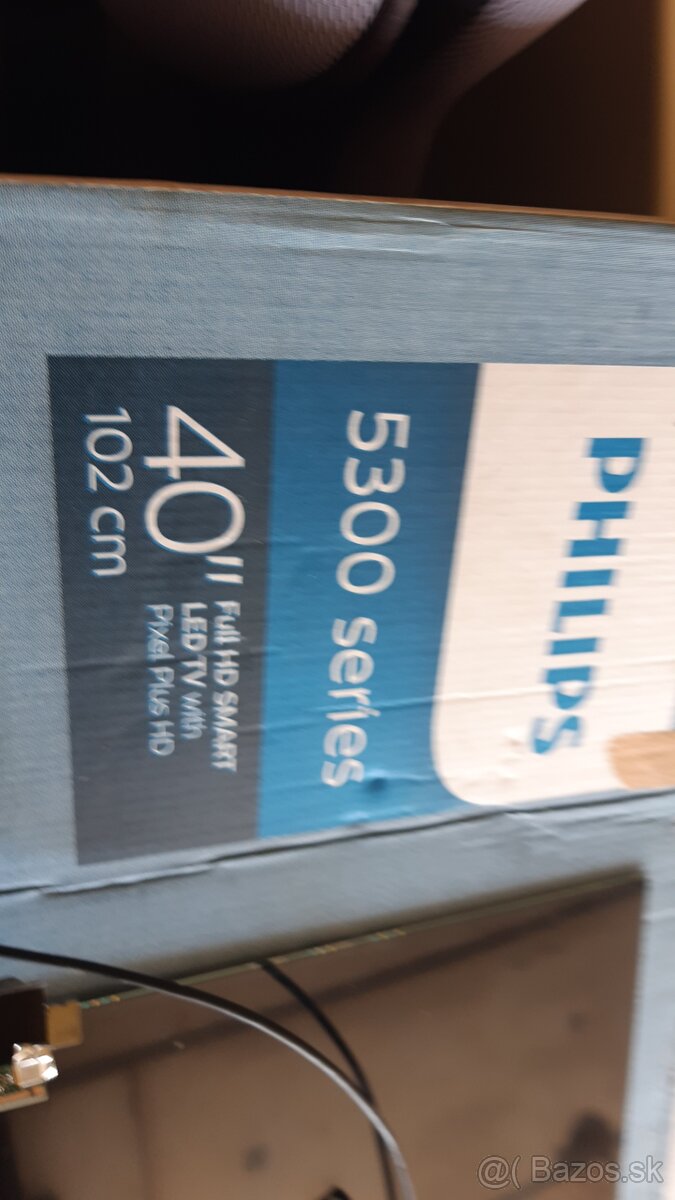 PHILIPS
5300 series
40" Full HD SMART
LED TV with
Pixel Plus HD
102 cm
@( Bazos.sk